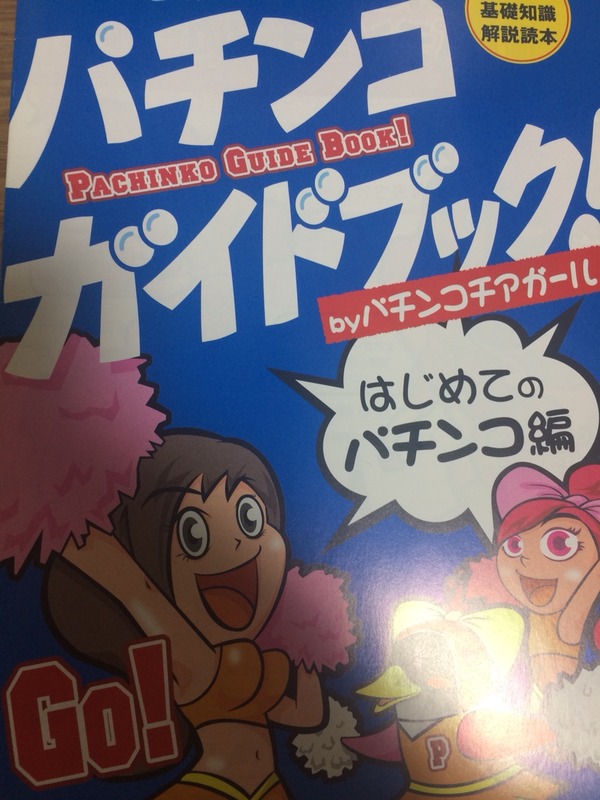 基礎知識
解説読本
パチンコ
PACHINKO GUIDE BOOK!
ガイドブック!
byパチンコチアガール
はじめての
パチンコ編
GO!
P